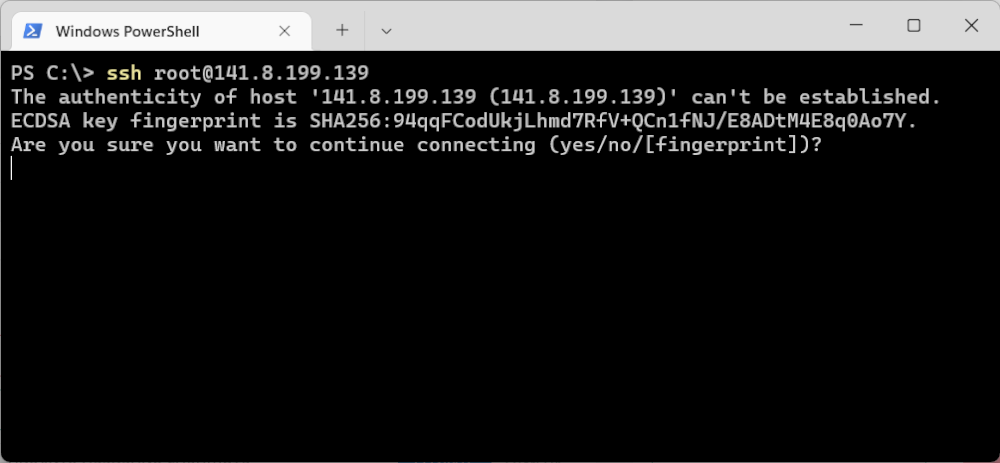 Windows PowerShell
PS C:\> ssh root@141.8.199.139
The authenticity of host '141.8.199.139 (141.8.199.139)' can't be established.
ECDSA key fingerprint is SHA256:94qqFCodUkjLhmd7RfV+QCn1fNJ/E8ADtM4E8q0Ao7Y.
Are you sure you want to continue connecting (yes/no/[fingerprint])?